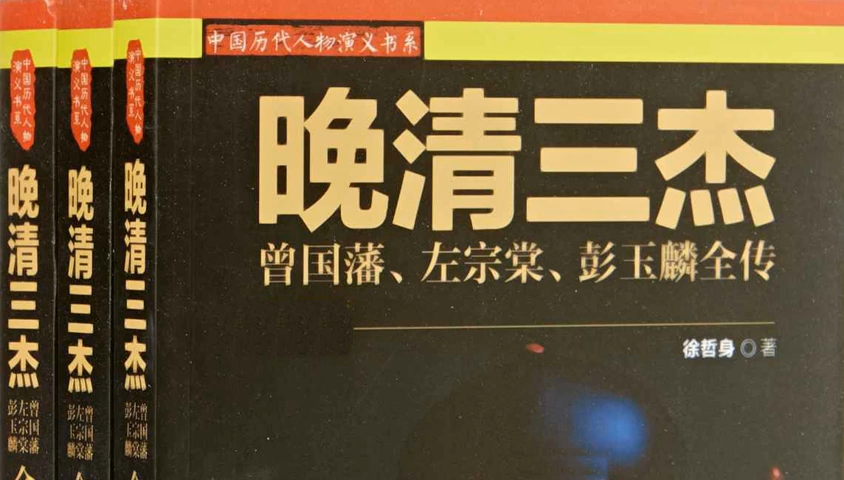 中国历代人物演义书系
晚清三杰
曾国藩、左宗棠、彭玉麟全传
徐哲身 ◎ 著
中国历代人物
演义书系
晚清三杰
曾国藩
左宗棠
彭玉麟
中国历代人物
演义书系
晚清三杰
曾国藩
左宗棠
彭玉麟
中国历代人物
演义书系
晚清三杰
曾国藩
左宗棠
彭玉麟